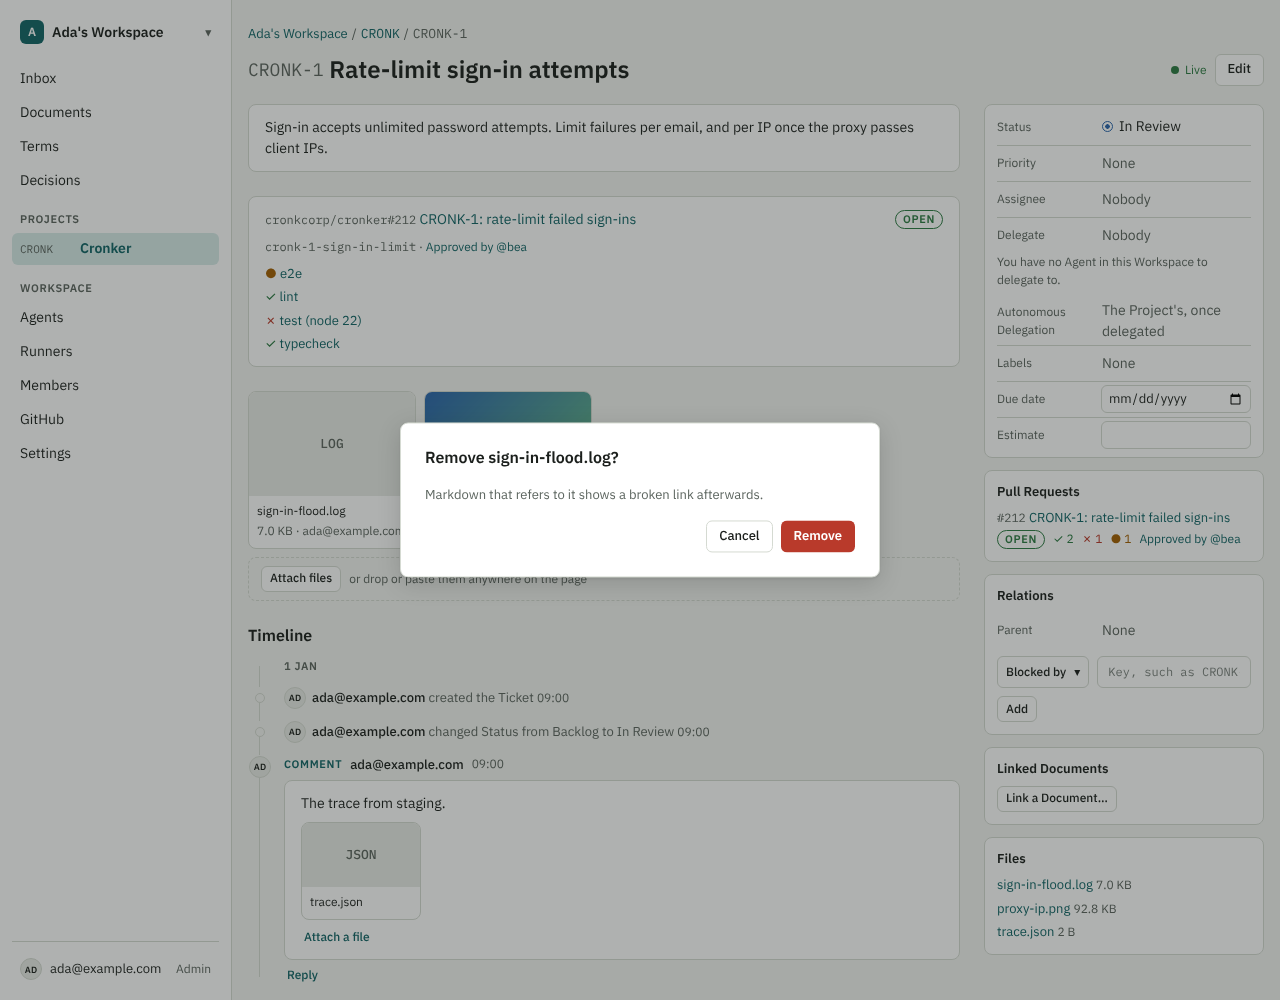 A Ada's Workspace ▾
Inbox
Documents
Terms
Decisions
PROJECTS
CRONK Cronker
WORKSPACE
Agents
Runners
Members
GitHub
Settings
AD ada@example.com Admin
Ada's Workspace / CRONK / CRONK-1
CRONK-1 Rate-limit sign-in attempts
Live
Edit
Sign-in accepts unlimited password attempts. Limit failures per email, and per IP once the proxy passes
client IPs.
cronkcorp/cronker#212 CRONK-1: rate-limit failed sign-ins OPEN
cronk-1-sign-in-limit · Approved by @bea
e2e
✓ lint
✕ test (node 22)
✓ typecheck
LOG
sign-in-flood.log
7.0 KB · ada@example.com
Remove sign-in-flood.log?
Markdown that refers to it shows a broken link afterwards.
Cancel
Remove
Attach files or drop or paste them anywhere on the page
Timeline
1 JAN
AD ada@example.com created the Ticket 09:00
AD ada@example.com changed Status from Backlog to In Review 09:00
AD COMMENT ada@example.com 09:00
The trace from staging.
JSON
trace.json
Attach a file
Reply
Status In Review
Priority None
Assignee Nobody
Delegate Nobody
You have no Agent in this Workspace to
delegate to.
Autonomous Delegation The Project's, once delegated
Labels None
Due date mm/dd/yyyy
Estimate
Pull Requests
#212 CRONK-1: rate-limit failed sign-ins
OPEN ✓ 2 ✕ 1 1 Approved by @bea
Relations
Parent None
Blocked by ▾ Key, such as CRONK
Add
Linked Documents
Link a Document…
Files
sign-in-flood.log 7.0 KB
proxy-ip.png 92.8 KB
trace.json 2 B